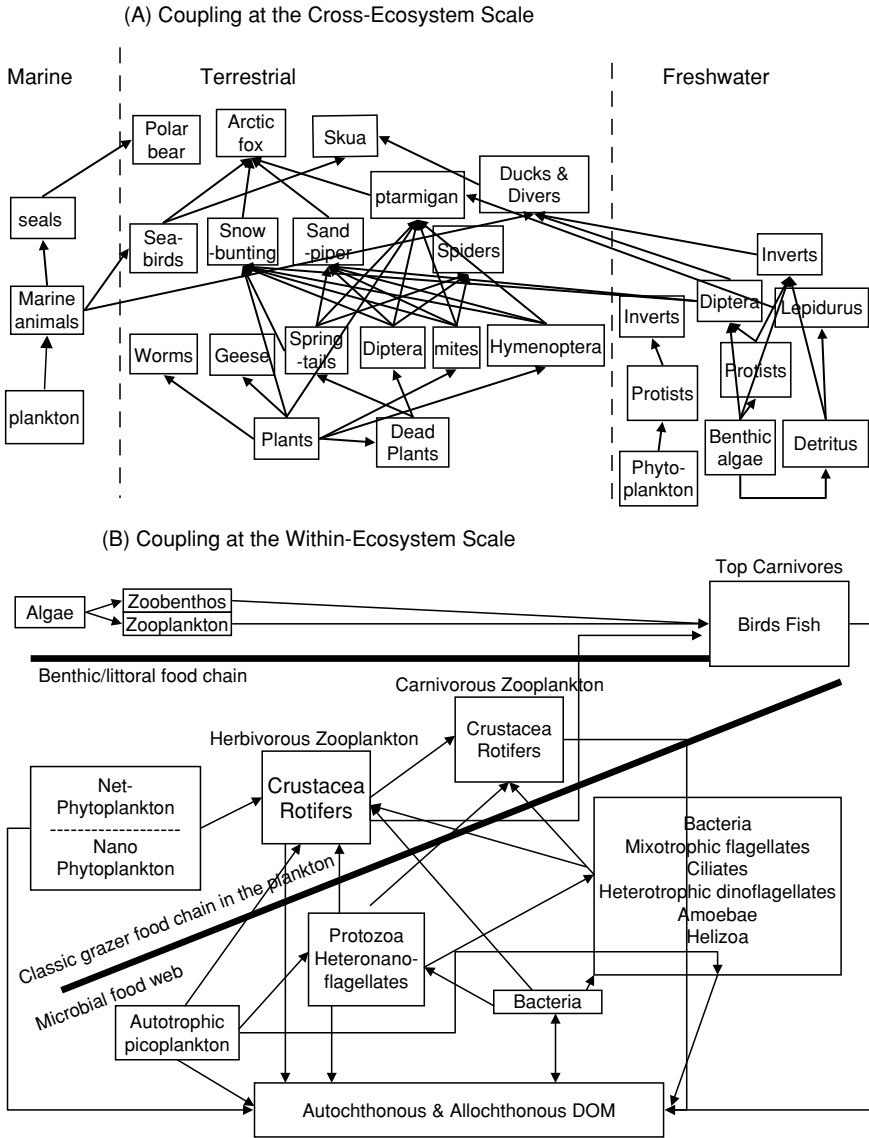 (A) Coupling at the Cross-Ecosystem Scale
Marine
Terrestrial
Freshwater
Polar
bear
Arctic
fox
Skua
Ducks &
Divers
ptarmigan
seals
Sea-
birds
Snow
-bunting
Sand
-piper
Spiders
Inverts
Marine
animals
Diptera
Lepidurus
Inverts
Worms
Geese
Spring
-tails
Diptera
mites
Hymenoptera
Protists
Protists
plankton
Plants
Dead
Plants
Benthic
algae
Detritus
Phyto-
plankton
(B) Coupling at the Within-Ecosystem Scale
Top Carnivores
Algae
Zoobenthos
Zooplankton
Birds Fish
Benthic/littoral food chain
Carnivorous Zooplankton
Crustacea
Rotifers
Herbivorous Zooplankton
Crustacea
Rotifers
Net-
Phytoplankton
Nano
Phytoplankton
Bacteria
Mixotrophic flagellates
Ciliates
Heterotrophic dinoflagellates
Amoebae
Helizoa
Classic grazer food chain in the plankton
Microbial food web
Protozoa
Heteronano-
flagellates
Bacteria
Autotrophic
picoplankton
Autochthonous & Allochthonous DOM